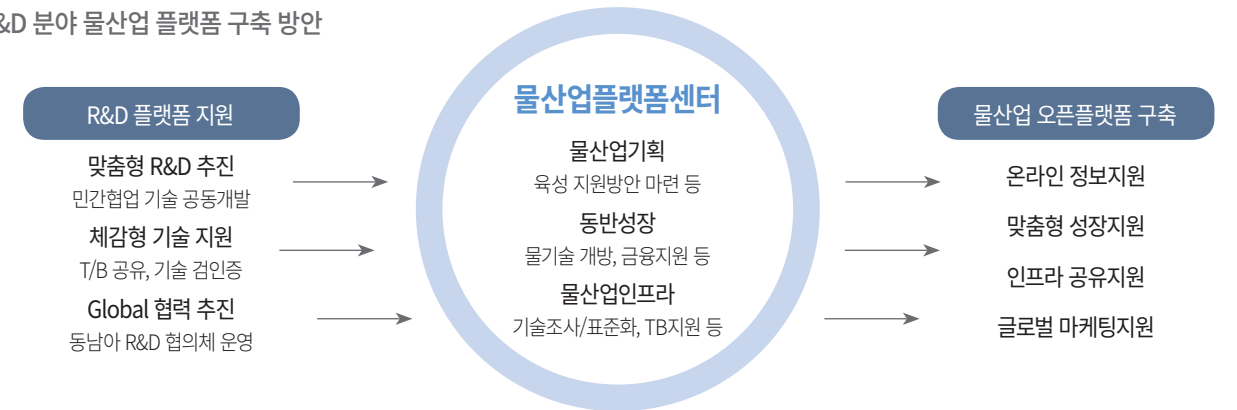 &D 분야 물산업 플랫폼 구축 방안
R&D 플랫폼 지원
맞춤형 R&D 추진
민간협업 기술 공동개발
체감형 기술 지원
T/B 공유, 기술 검인증
Global 협력 추진
동남아 R&D 협의체 운영
물산업플랫폼센터
물산업기획
육성 지원방안 마련 등
동반성장
물기술 개방, 금융지원 등
물산업인프라
기술조사/표준화, TB지원 등
물산업 오픈플랫폼 구축
온라인 정보지원
맞춤형 성장지원
인프라 공유지원
글로벌 마케팅지원